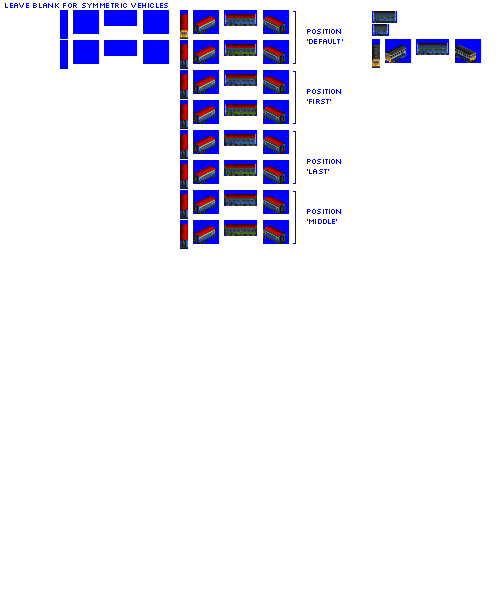 LEAVE BLANK FOR SYMMETRIC VEHICLES
POSITION
'DEFAULT'
POSITION
'FIRST'
POSITION
'LAST'
POSITION
'MIDDLE'